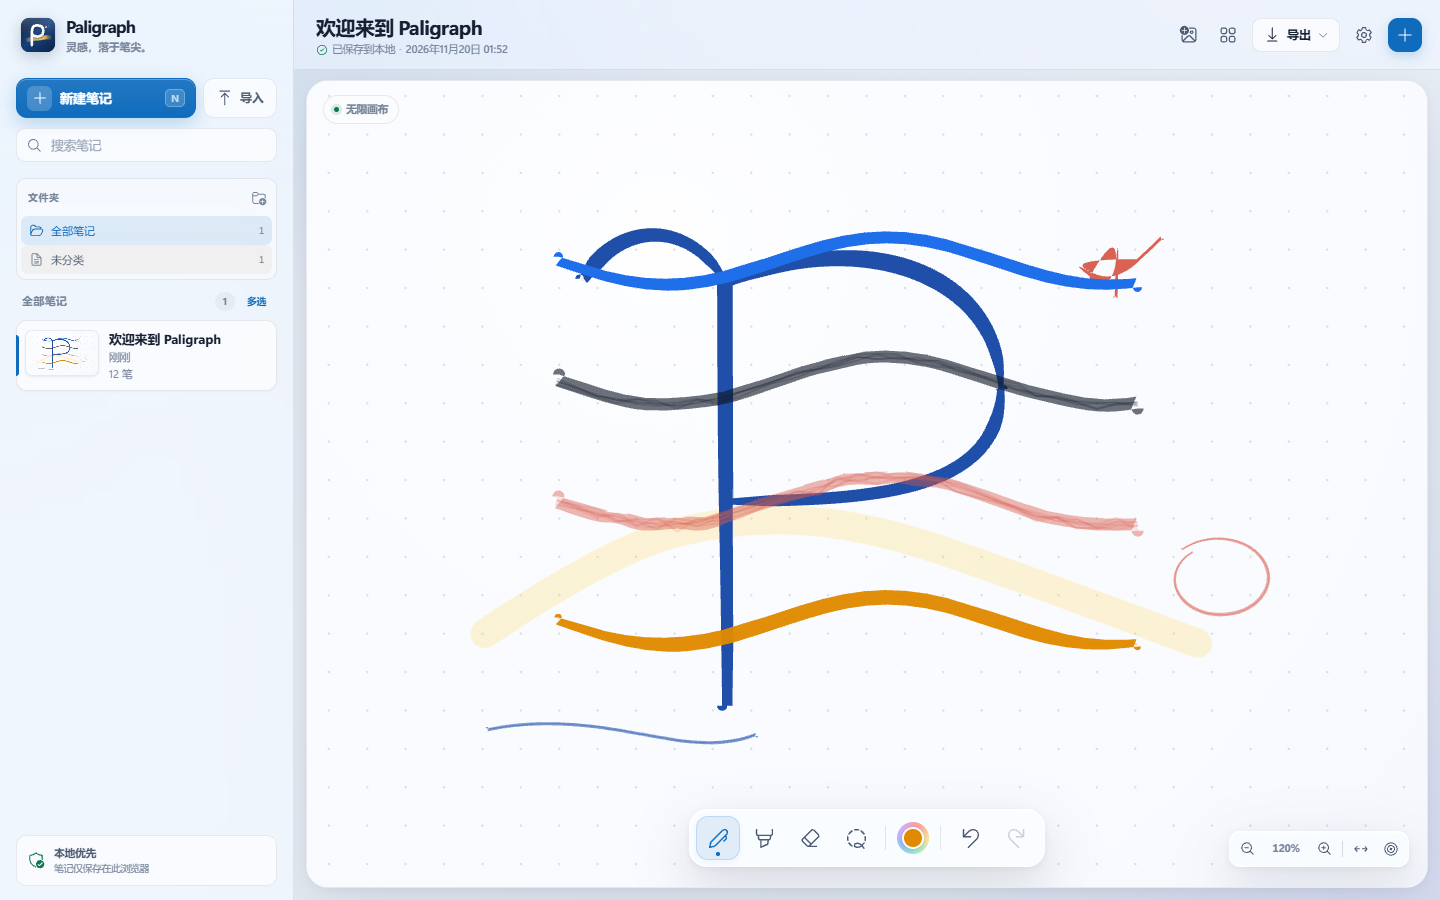 Paligraph
灵感，落于笔尖。
新建笔记 N
导入
搜索笔记
文件夹
全部笔记 1
未分类 1
全部笔记 1 多选
欢迎来到 Paligraph
刚刚
12 笔
本地优先
笔记仅保存在此浏览器
欢迎来到 Paligraph
已保存到本地 · 2026年11月20日 01:52
导出
无限画布
120%